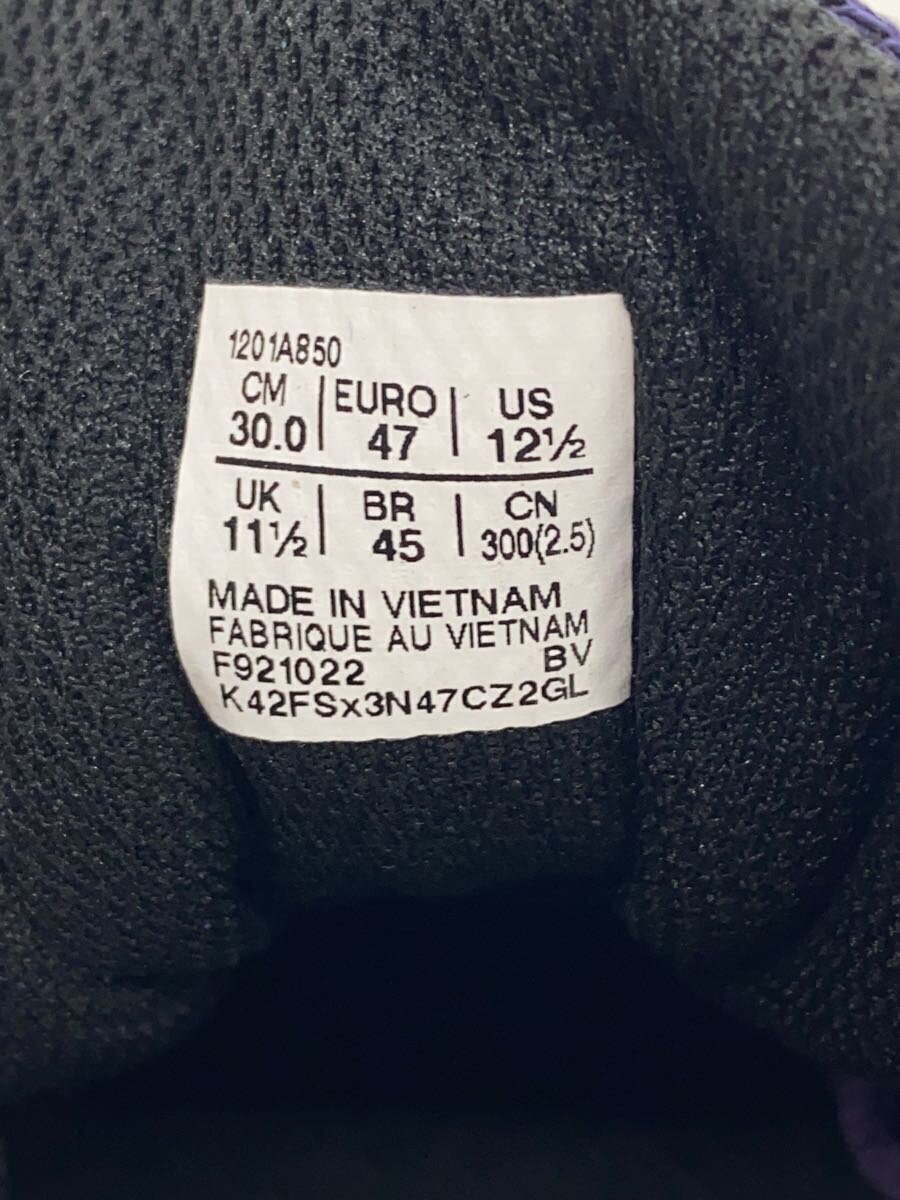 1201A850
CM | EURO | US
30.0 | 47 | 12½
UK | BR | CN
11½ | 45 | 300(2.5)
MADE IN VIETNAM
FABRIQUE AU VIETNAM
F921022 BV
K42FSx3N47CZ2GL